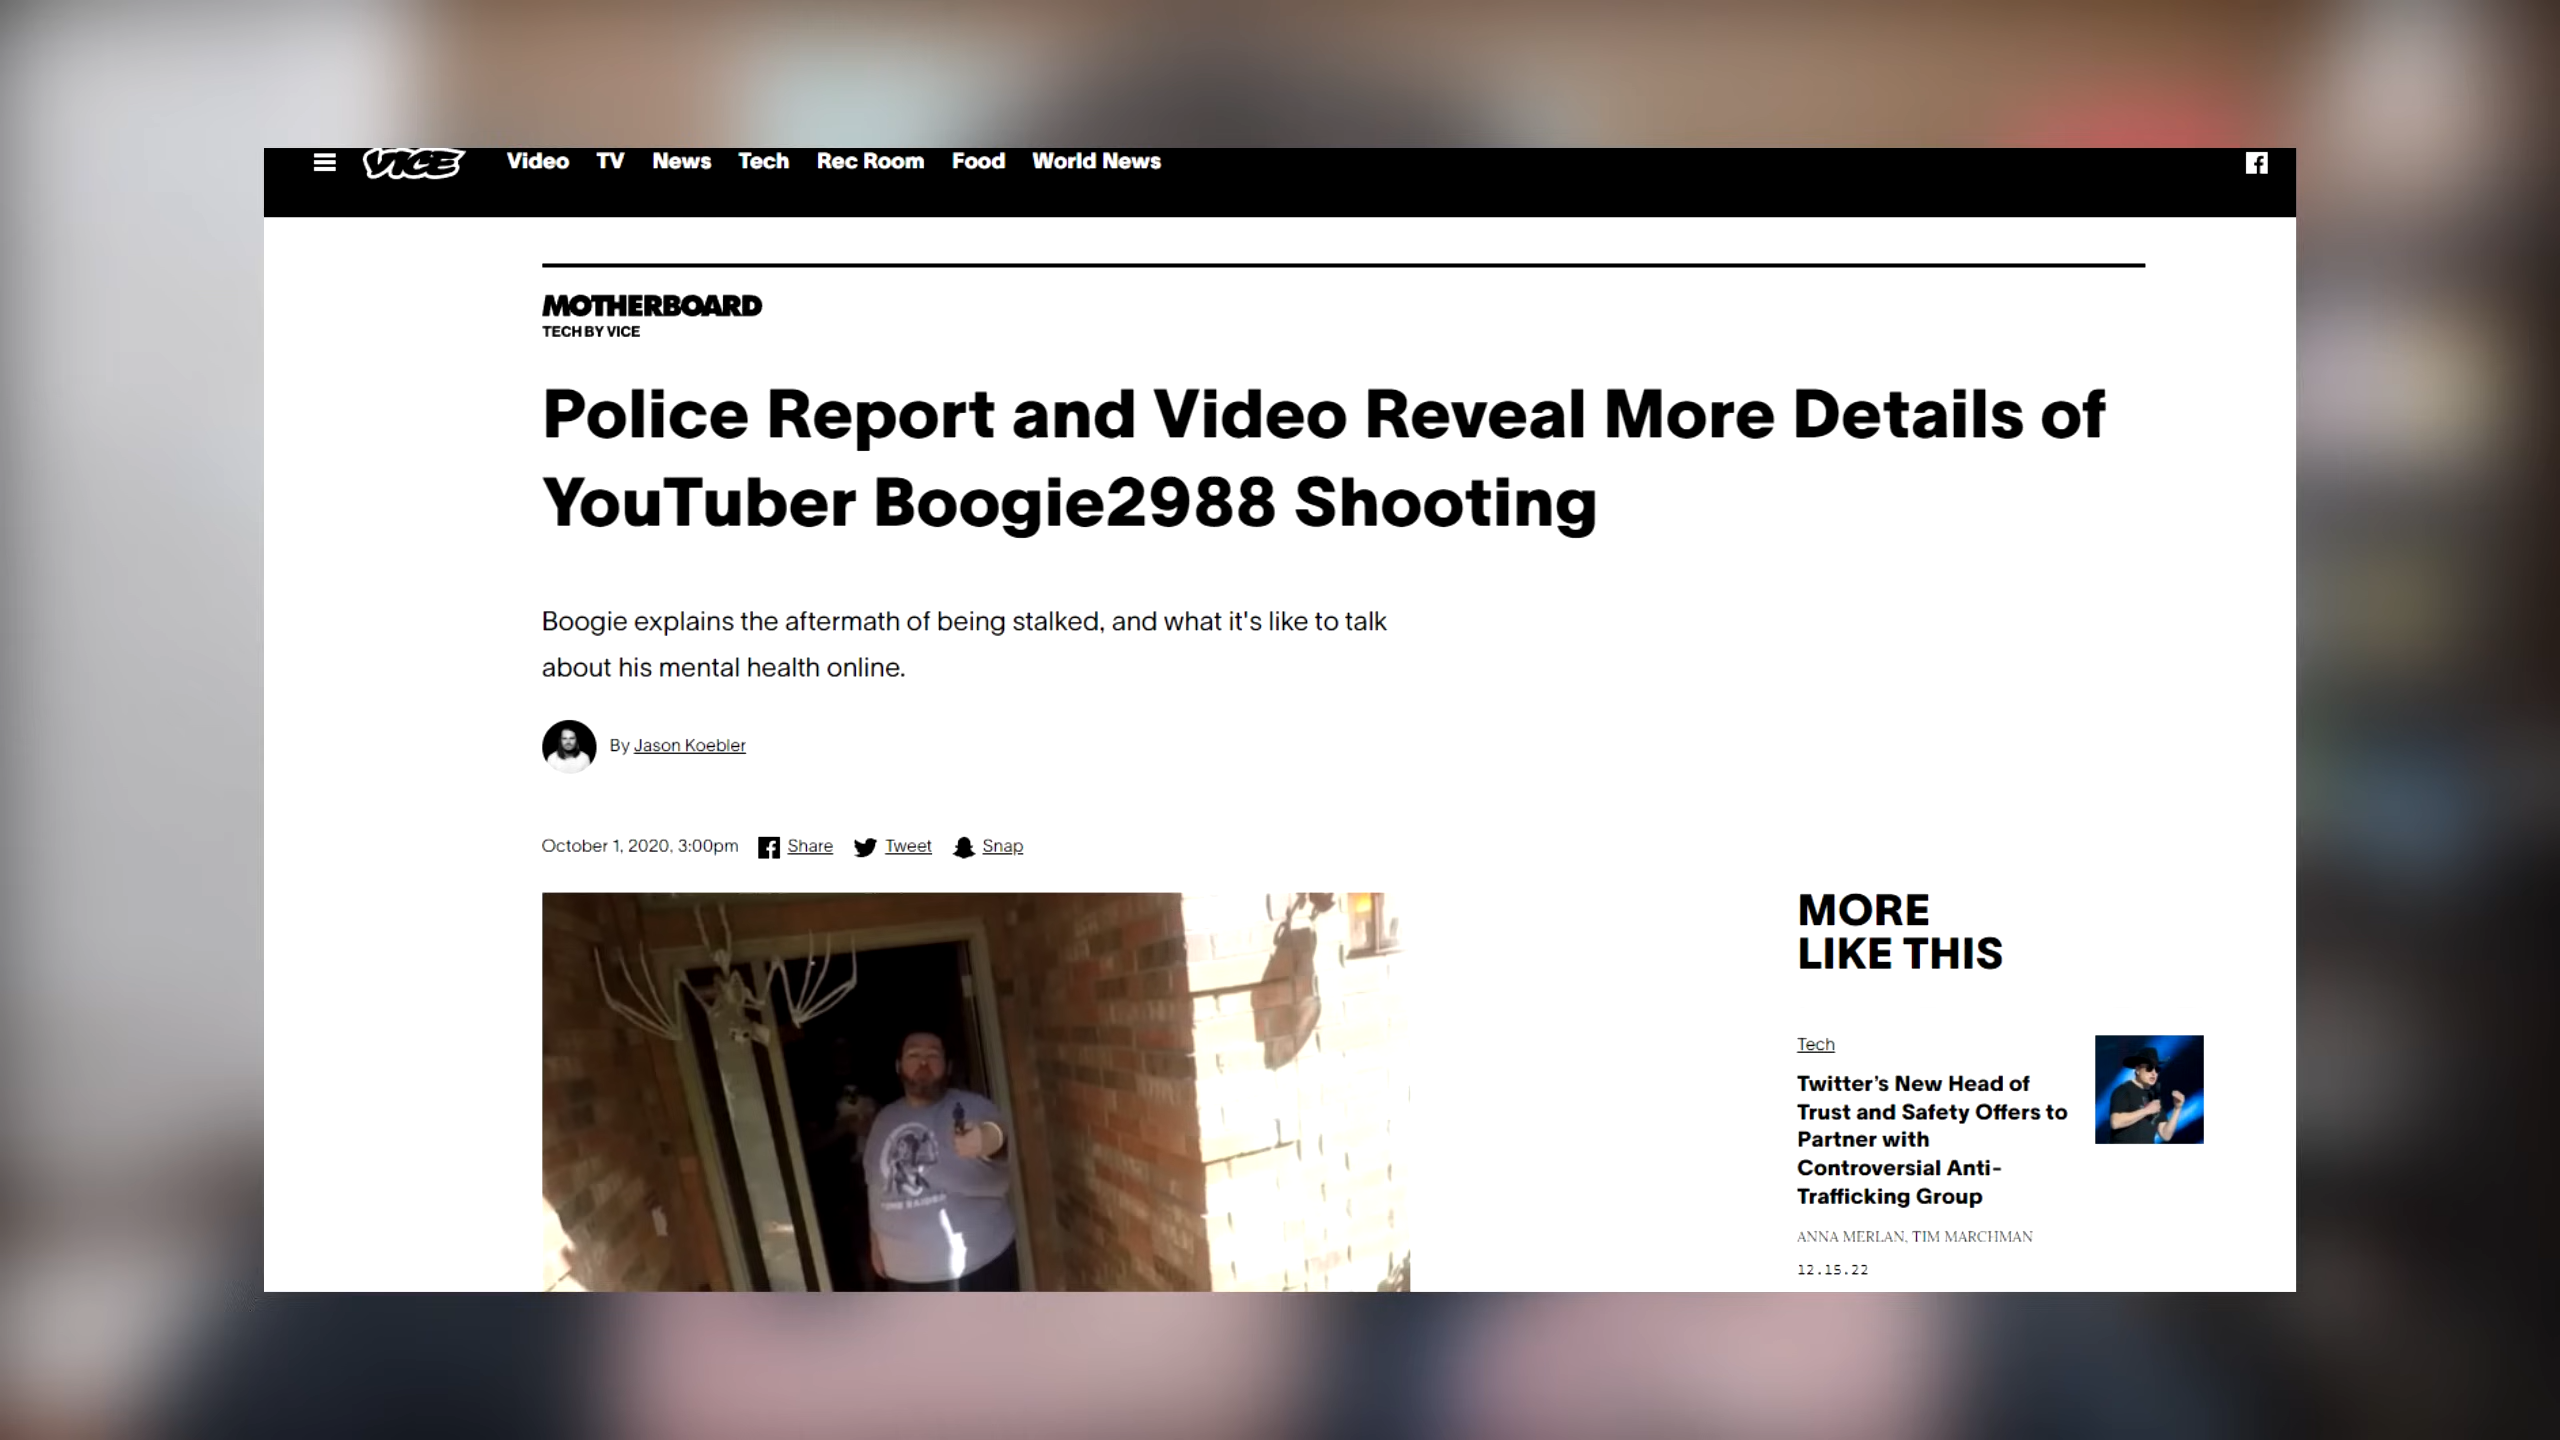 VICE Video TV News Tech Rec Room Food World News
MOTHERBOARD
TECH BY VICE
Police Report and Video Reveal More Details of
YouTuber Boogie2988 Shooting
Boogie explains the aftermath of being stalked, and what it's like to talk
about his mental health online.
By Jason Koebler
October 1, 2020, 3:00pm Share Tweet Snap
MORE
LIKE THIS
Tech
Twitter’s New Head of
Trust and Safety Offers to
Partner with
Controversial Anti-
Trafficking Group
ANNA MERLAN, TIM MARCHMAN
12.15.22
TOMB RAIDER